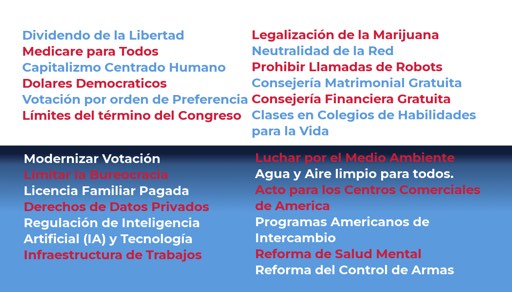 Dividendo de la Libertad
Medicare para Todos
Capitalizmo Centrado Humano
Dolares Democraticos
Votación por orden de Preferencia
Límites del término del Congreso
Legalización de la Marijuana
Neutralidad de la Red
Prohibir Llamadas de Robots
Consejería Matrimonial Gratuita
Consejería Financiera Gratuita
Clases en Colegios de Habilidades
para la Vida
Modernizar Votación
Limitar la Bureocracia
Licencia Familiar Pagada
Derechos de Datos Privados
Regulación de Inteligencia
Artificial (IA) y Tecnología
Infraestructura de Trabajos
Luchar por el Medio Ambiente
Agua y Aire limpio para todos.
Acto para los Centros Comerciales
de America
Programas Americanos de
Intercambio
Reforma de Salud Mental
Reforma del Control de Armas